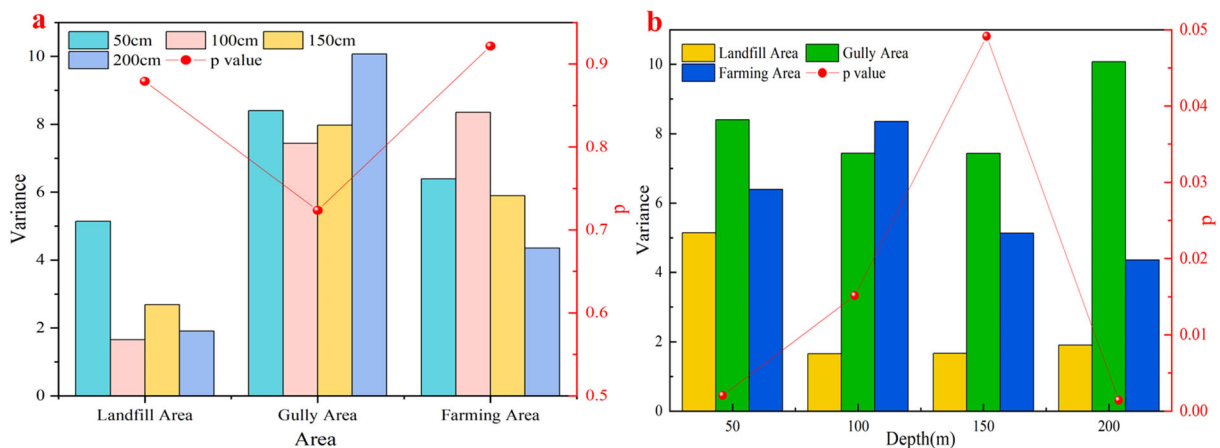 a
50cm 100cm 150cm
200cm p value
Variance
10
8
6
4
2
0
0.9
0.8
0.7
0.6
0.5
p
Landfill Area Gully Area Farming Area
Area
b
Landfill Area Gully Area
Farming Area p value
Variance
10
8
6
4
2
0
0.05
0.04
0.03
0.02
0.01
0.00
p
50 100 150 200
Depth(m)